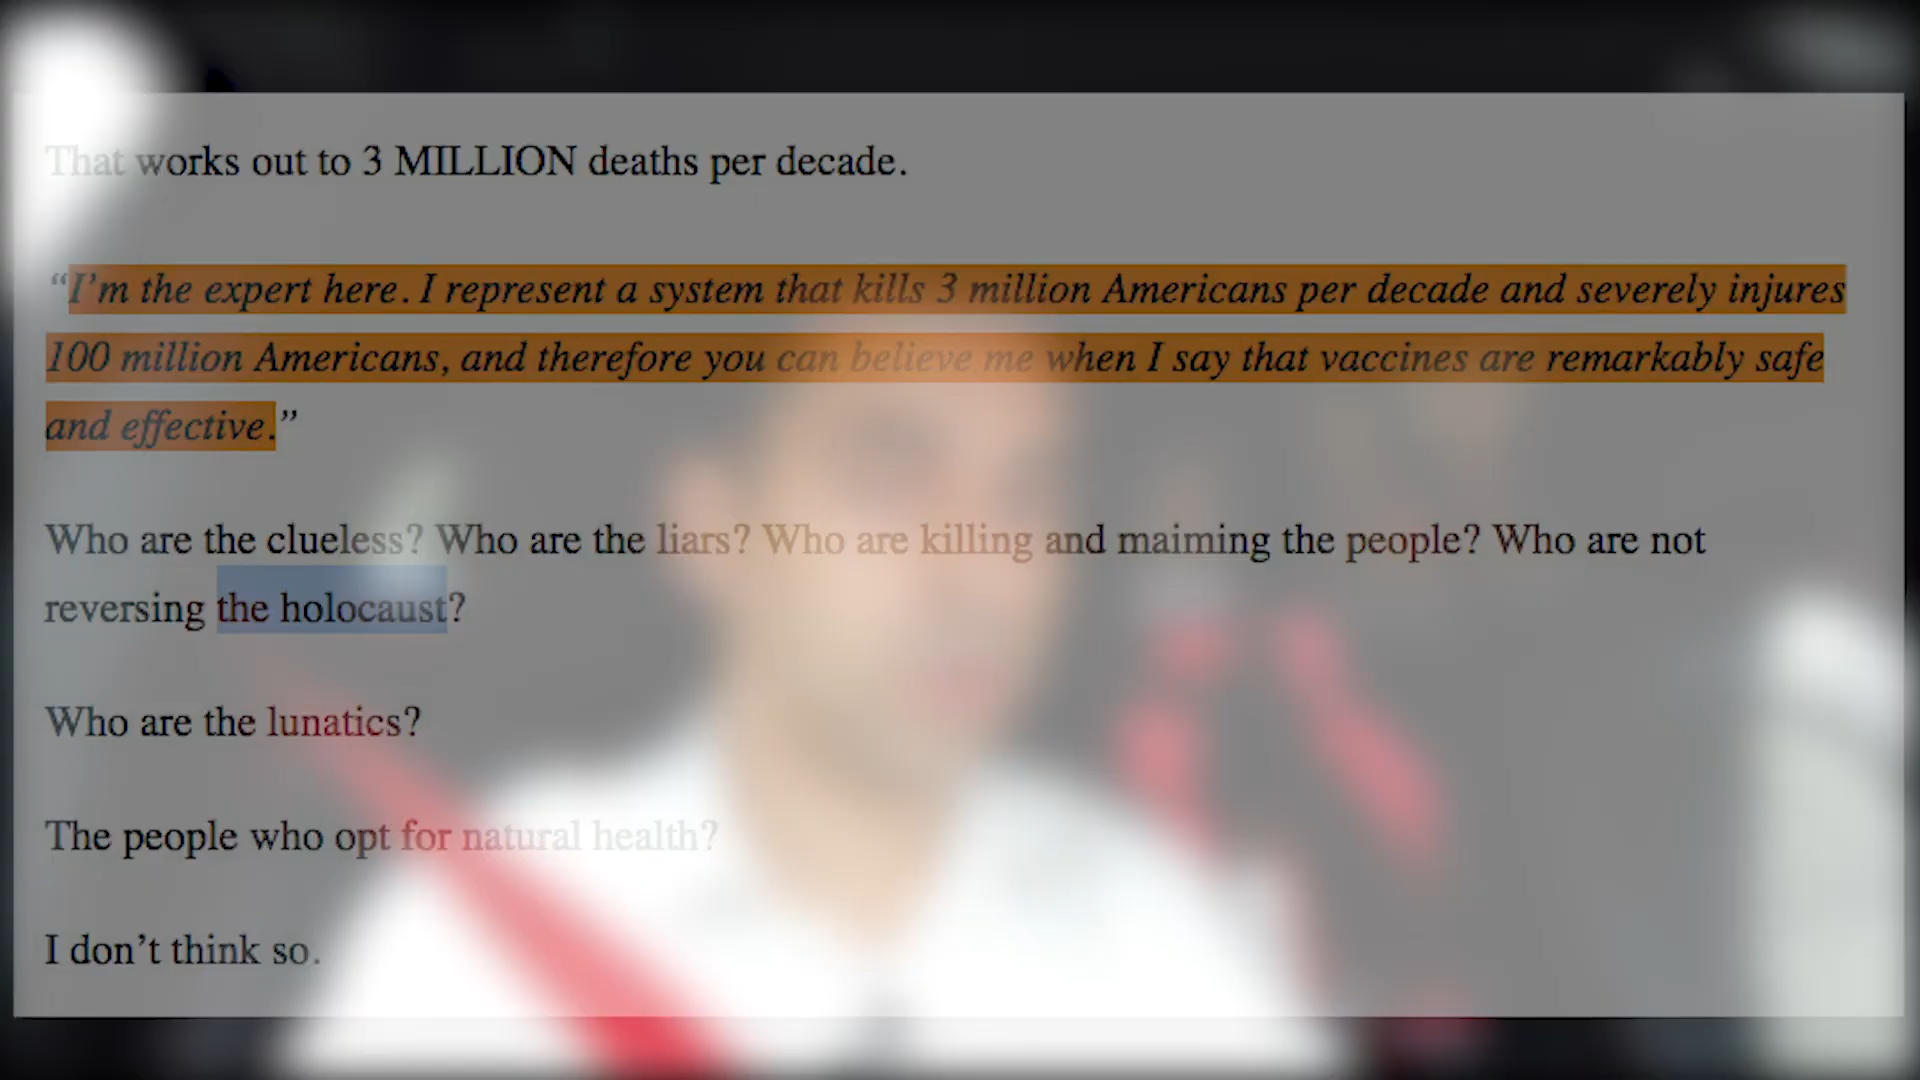 That works out to 3 MILLION deaths per decade.
“I’m the expert here. I represent a system that kills 3 million Americans per decade and severely injures
100 million Americans, and therefore you can believe me when I say that vaccines are remarkably safe
and effective.”
Who are the clueless? Who are the liars? Who are killing and maiming the people? Who are not
reversing the holocaust?
Who are the lunatics?
The people who opt for natural health?
I don’t think so.